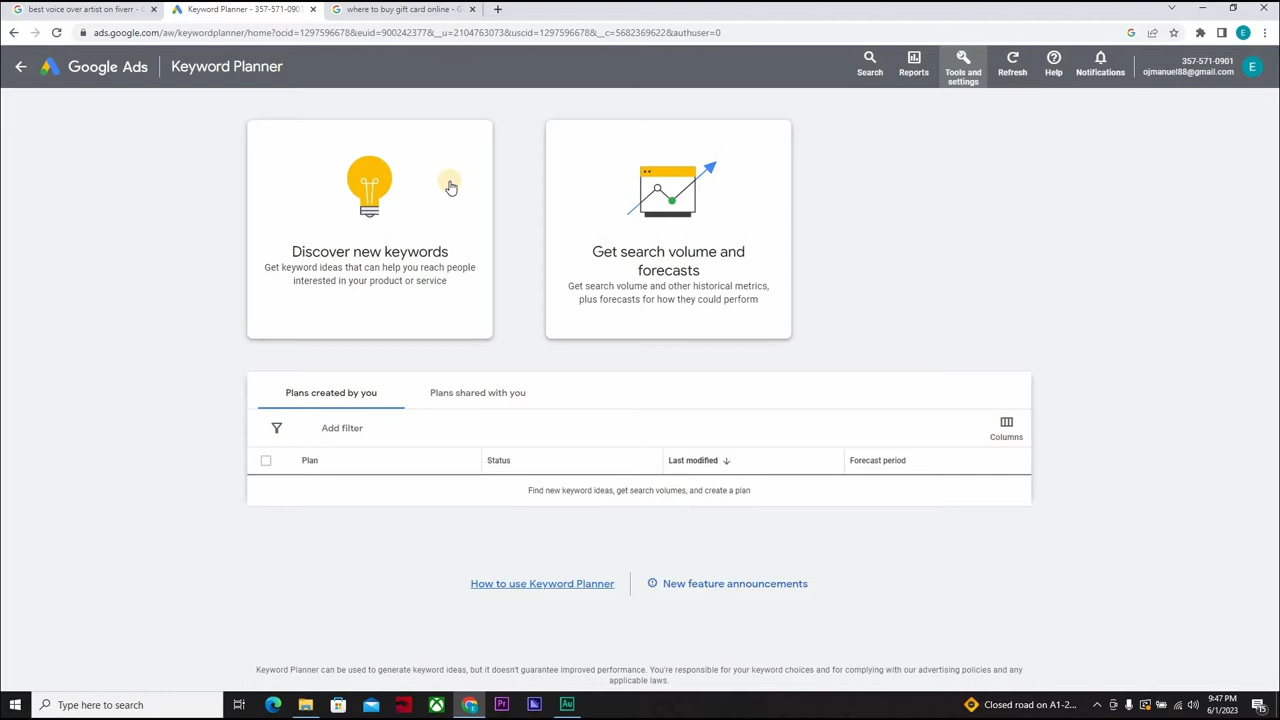 best voice over artist on fiverr - 
Keyword Planner - 357-571-0901
where to buy gift card online - G
ads.google.com/aw/keywordplanner/home?ocid=1297596678&euid=900242377&__u=2104763073&uscid=1297596678&__c=5682369622&authuser=0
E
Google Ads
Keyword Planner
Search
Reports
Tools and
settings
Refresh
Help
Notifications
357-571-0901
ojmanuel88@gmail.com
E
Discover new keywords
Get keyword ideas that can help you reach people
interested in your product or service
Get search volume and
forecasts
Get search volume and other historical metrics,
plus forecasts for how they could perform
Plans created by you
Plans shared with you
Add filter
Columns
Plan
Status
Last modified
Forecast period
Find new keyword ideas, get search volumes, and create a plan
How to use Keyword Planner
New feature announcements
Keyword Planner can be used to generate keyword ideas, but it doesn't guarantee improved performance. You're responsible for your keyword choices and for complying with our advertising policies and any
applicable laws.
Type here to search
Pr
Au
Closed road on A1-2...
9:47 PM
6/1/2023